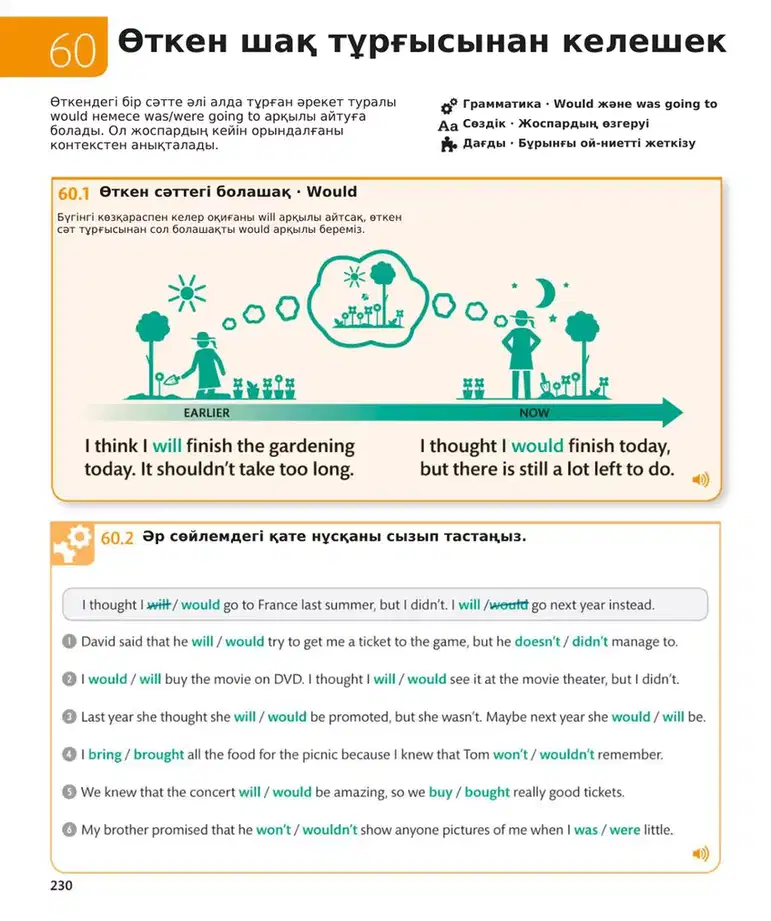 60 Өткен шақ тұрғысынан келешек
Өткендегі бір сәтте әлі алда тұрған әрекет туралы
would немесе was/were going to арқылы айтуға
болады. Ол жоспардың кейін орындалғаны
контекстен анықталады.
Грамматика · Would және was going to
Aa Сөздік · Жоспардың өзгеруі
Дағды · Бұрынғы ой-ниетті жеткізу
60.1 Өткен сәттегі болашақ · Would
Бүгінгі көзқараспен келер оқиғаны will арқылы айтсақ, өткен
сәт тұрғысынан сол болашақты would арқылы береміз.
EARLIER
NOW
I think I will finish the gardening
today. It shouldn't take too long.
I thought I would finish today,
but there is still a lot left to do.
60.2 Әр сөйлемдегі қате нұсқаны сызып тастаңыз.
I thought I will / would go to France last summer, but I didn't. I will / would go next year instead.
1 David said that he will / would try to get me a ticket to the game, but he doesn't / didn't manage to.
2 I would / will buy the movie on DVD. I thought I will / would see it at the movie theater, but I didn't.
3 Last year she thought she will / would be promoted, but she wasn't. Maybe next year she would / will be.
4 I bring / brought all the food for the picnic because I knew that Tom won't / wouldn't remember.
5 We knew that the concert will / would be amazing, so we buy / bought really good tickets.
6 My brother promised that he won't / wouldn't show anyone pictures of me when I was / were little.
230